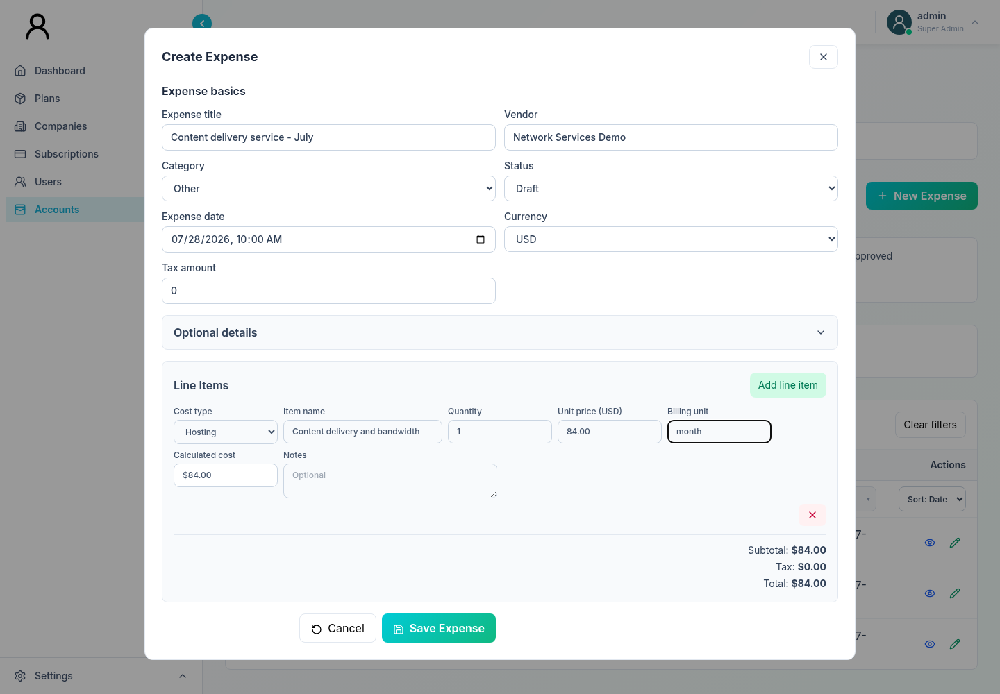 admin
Super Admin
Dashboard
Plans
Companies
Subscriptions
Users
Accounts
Settings
New Expense
pproved
Clear filters
Actions
Sort: Date
7-
7-
7-
Create Expense
Expense basics
Expense title
Vendor
Content delivery service - July
Network Services Demo
Category
Status
Other
Draft
Expense date
Currency
07/28/2026, 10:00 AM
USD
Tax amount
0
Optional details
Line Items
Add line item
Cost type
Item name
Quantity
Unit price (USD)
Billing unit
Hosting
Content delivery and bandwidth
1
84.00
month
Calculated cost
Notes
$84.00
Optional
Subtotal: $84.00
Tax: $0.00
Total: $84.00
Cancel
Save Expense